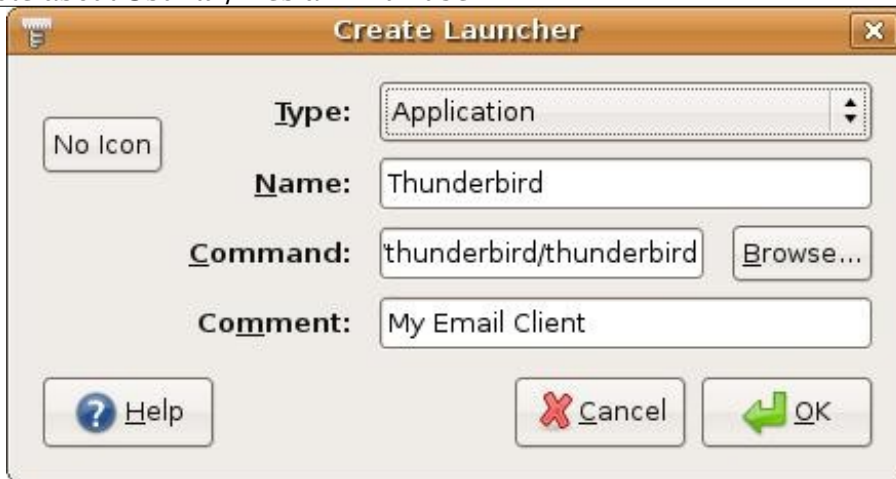 Create Launcher
Type: Application
No Icon
Name: Thunderbird
Command: thunderbird/thunderbird Browse...
Comment: My Email Client
Help Cancel OK